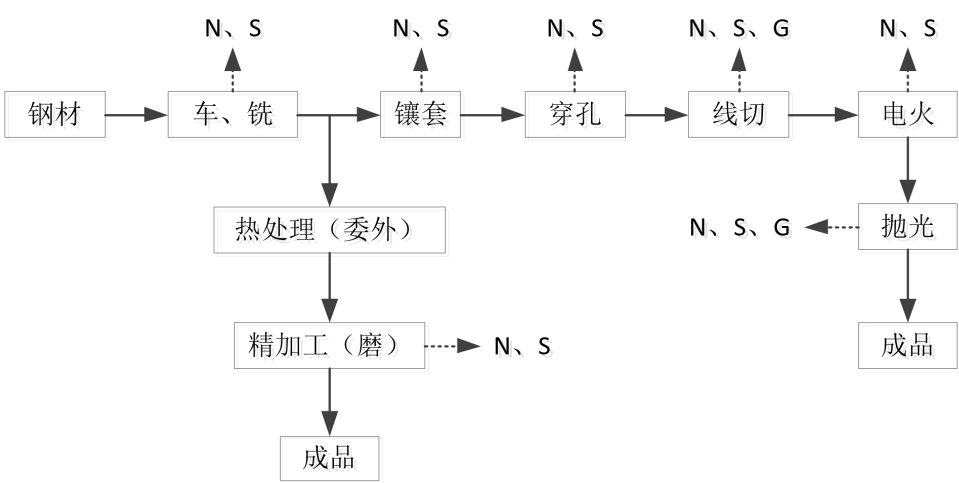 N、S
N、S
N、S
N、S、G
N、S
钢材
车、铣
镶套
穿孔
线切
电火
热处理（委外）
N、S、G
抛光
精加工（磨）
N、S
成品
成品